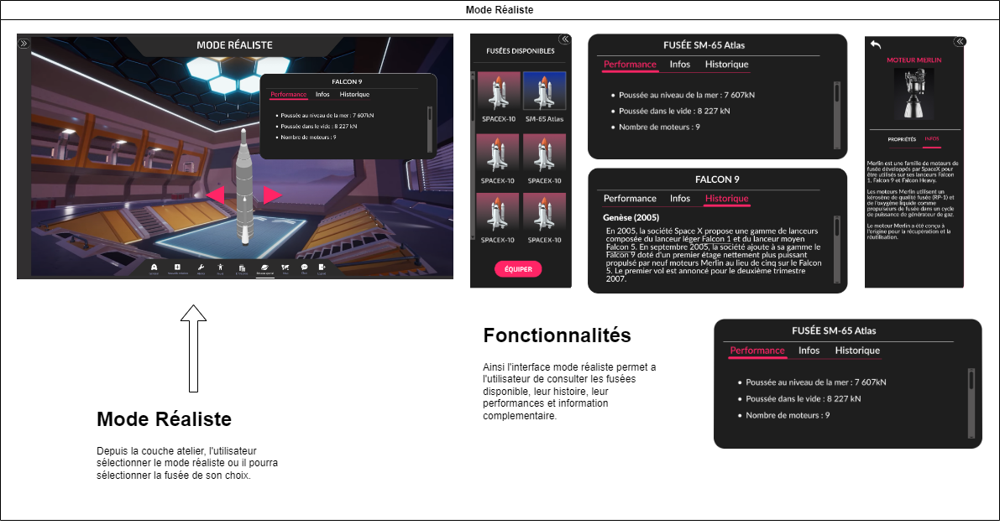 Mode Réaliste
MODE RÉALISTE
FALCON 9
Performance Infos Historique
• Poussée au niveau de la mer : 7 607kN
• Poussée dans le vide : 8 227 kN
• Nombre de moteurs : 9
FUSÉES DISPONIBLES
SPACEX-10 SM-65 Atlas
SPACEX-10 SPACEX-10
SPACEX-10 SPACEX-10
ÉQUIPER
FUSÉE SM-65 Atlas
Performance Infos Historique
• Poussée au niveau de la mer : 7 607kN
• Poussée dans le vide : 8 227 kN
• Nombre de moteurs : 9
FALCON 9
Performance Infos Historique
Genèse (2005)
En 2005, la société Space X propose une gamme de lanceurs
composée du lanceur léger Falcon 1 et du lanceur moyen
Falcon 5. En septembre 2005, la société ajoute à sa gamme le
Falcon 9 doté d'un premier étage nettement plus puissant
propulsé par neuf moteurs Merlin au lieu de cinq sur le Falcon
5. Le premier vol est annoncé pour le deuxième trimestre
2007.
MOTEUR MERLIN
PROPRIÉTÉS INFOS
Merlin est une famille de moteurs de
fusée développés par SpaceX pour
être utilisés sur ses lanceurs Falcon
1, Falcon 9 et Falcon Heavy.
Les moteurs Merlin utilisent un
kérosène de qualité fusée (RP-1) et
de l'oxygène liquide comme
propulseurs de fusée dans un cycle
de puissance de générateur de gaz.
Le moteur Merlin a été conçu à
l'origine pour la récupération et la
réutilisation.
Mode Réaliste
Depuis la couche atelier, l'utilisateur
sélectionner le mode réaliste ou il pourra
sélectionner la fusée de son choix.
Fonctionnalités
Ainsi l'interface mode réaliste permet a
l'utilisateur de consulter les fusées
disponible, leur histoire, leur
performances et information
complementaire.
FUSÉE SM-65 Atlas
Performance Infos Historique
• Poussée au niveau de la mer : 7 607kN
• Poussée dans le vide : 8 227 kN
• Nombre de moteurs : 9